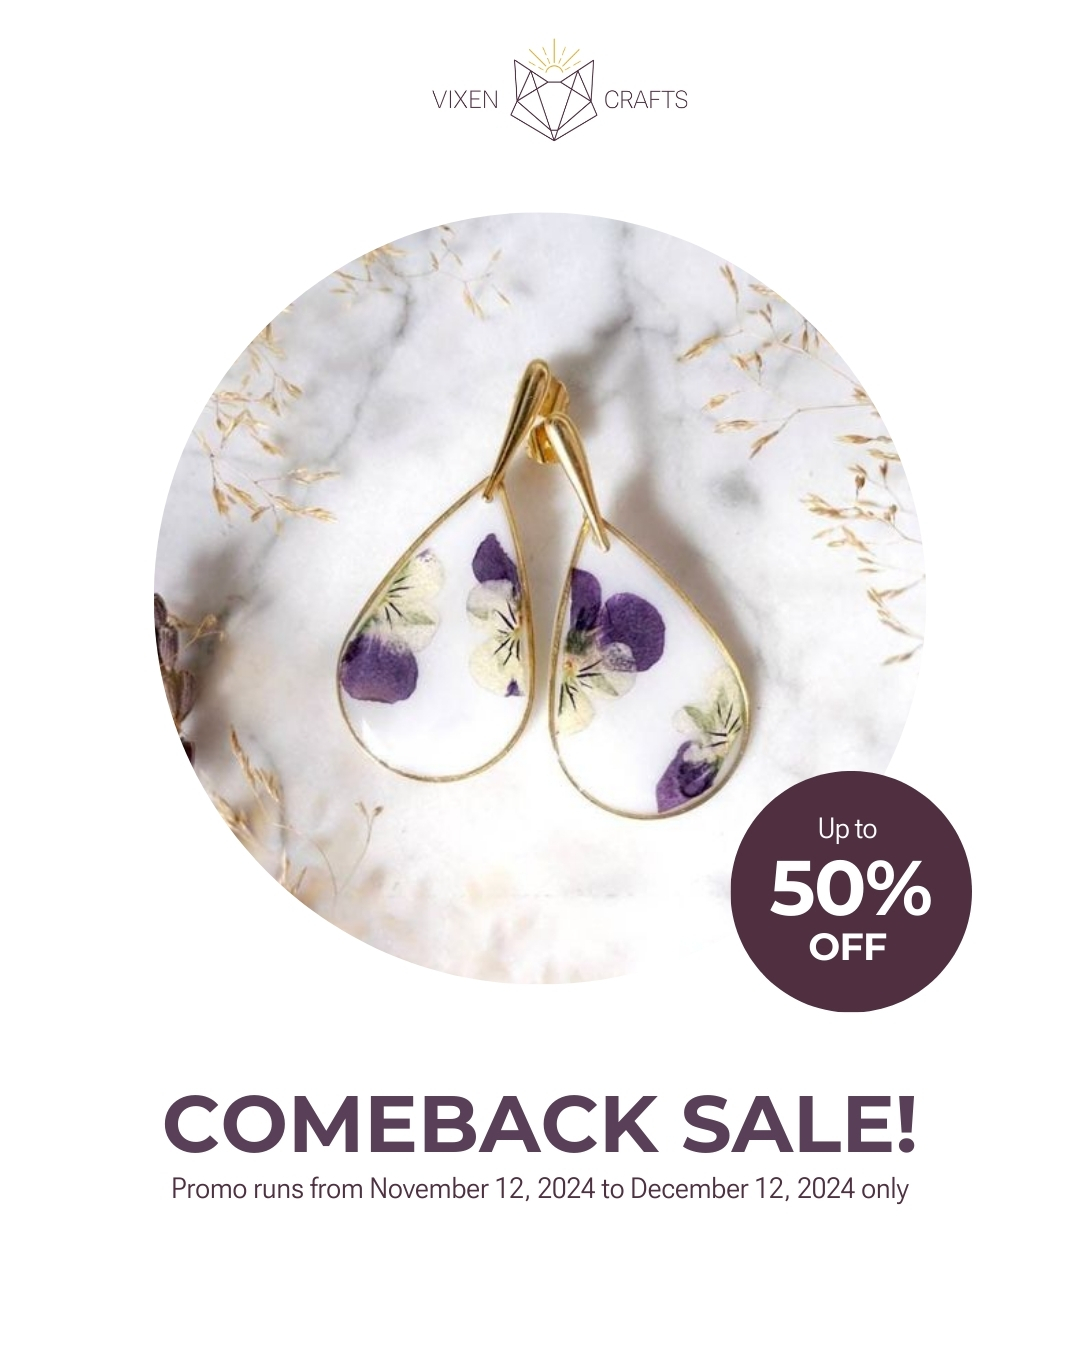 VIXEN CRAFTS
Up to
50%
OFF
COMEBACK SALE!
Promo runs from November 12, 2024 to December 12, 2024 only